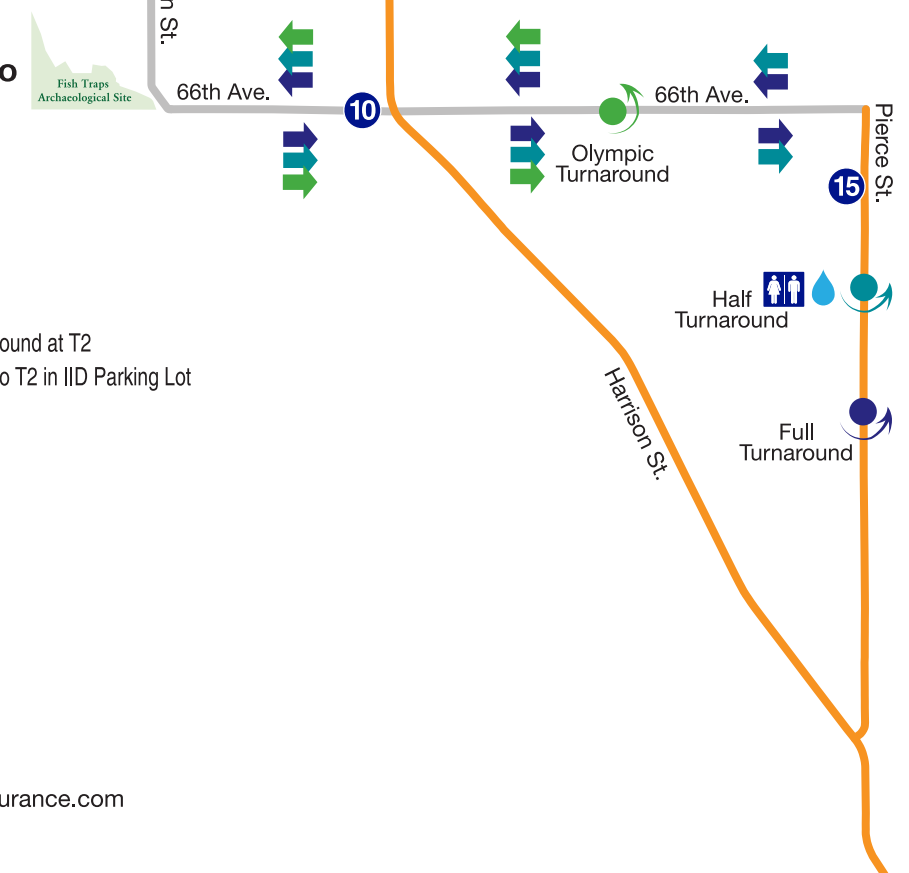 n St.
o
Fish Traps
Archaeological Site
66th Ave.
10
66th Ave.
Olympic
Turnaround
Pierce St.
15
Half
Turnaround
ound at T2
o T2 in IID Parking Lot
Harrison St.
Full
Turnaround
urance.com